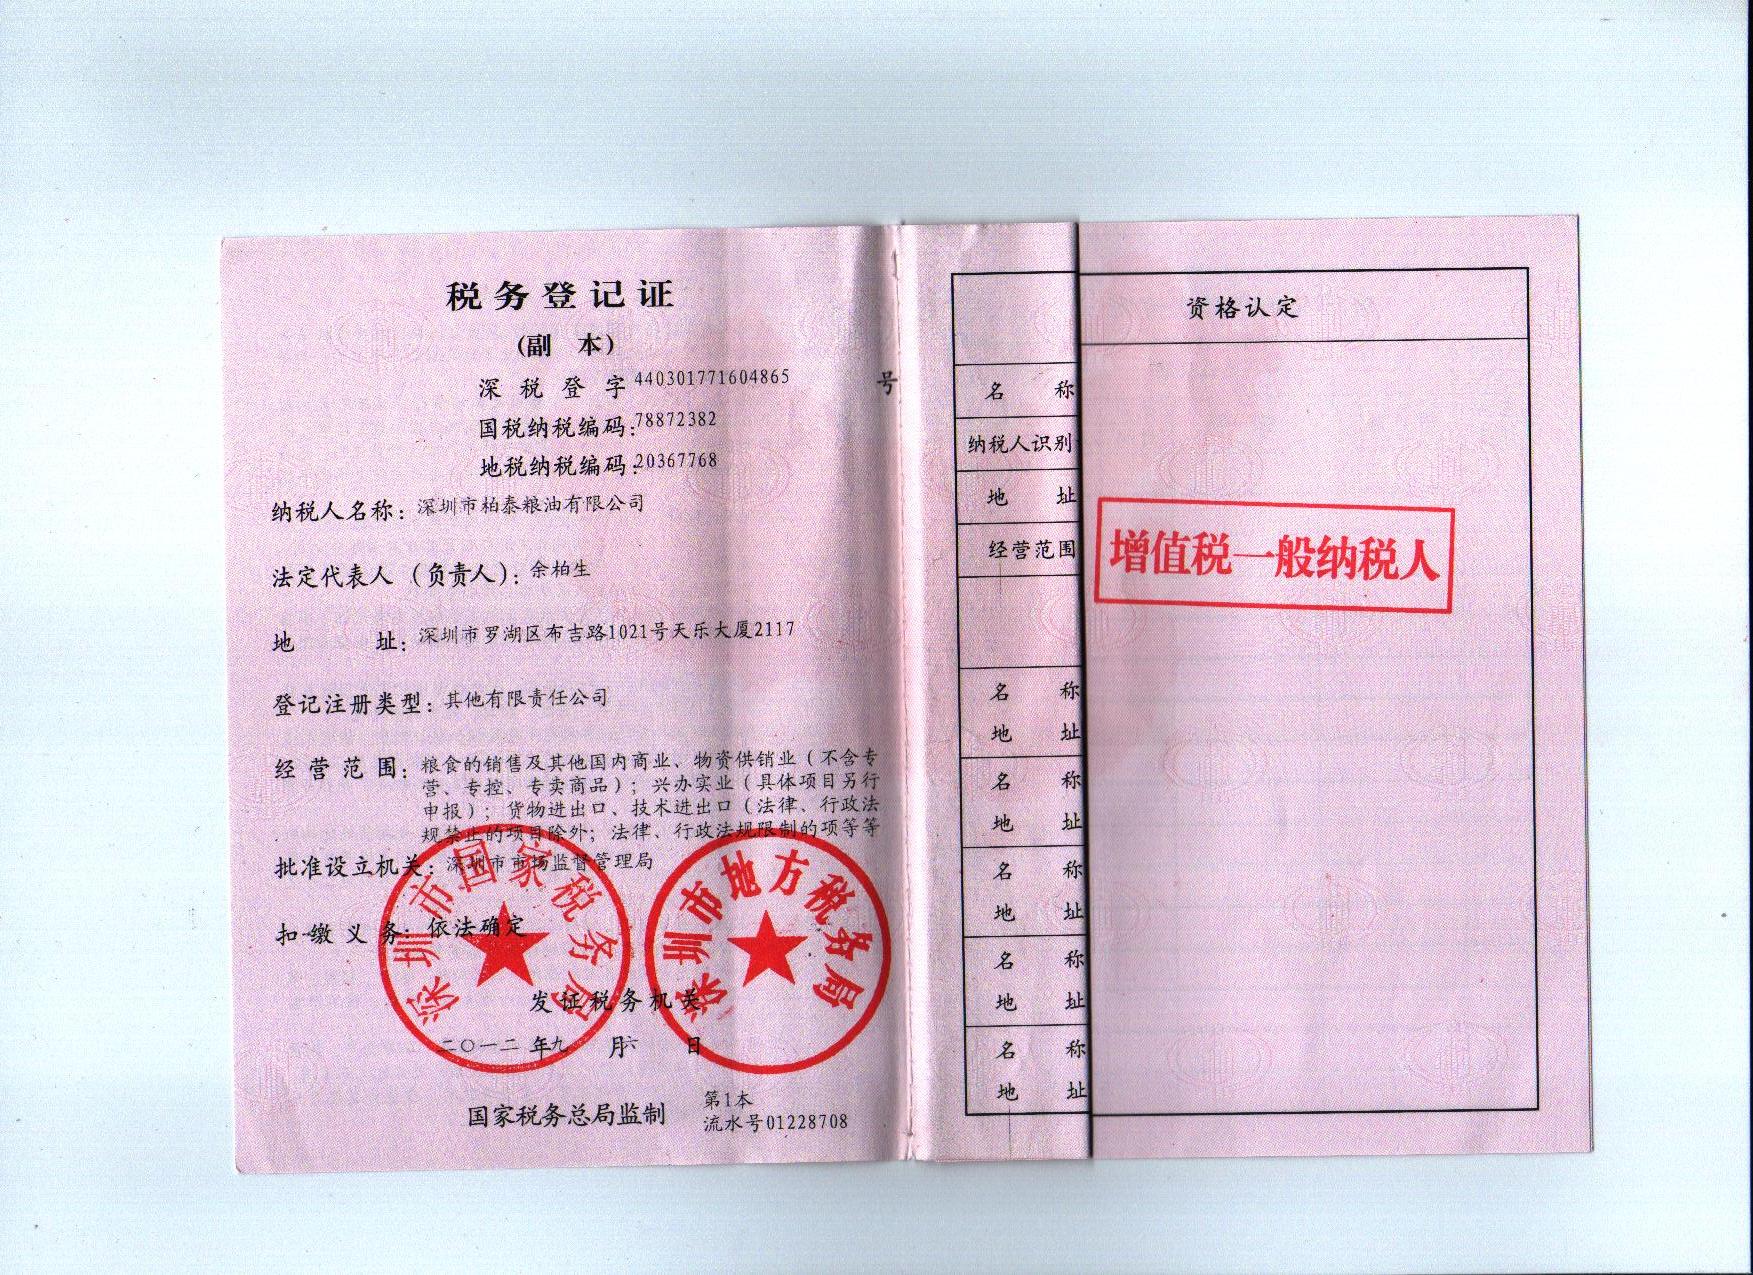 税务登记证
(副 本)
深税登字 440301771604865 号
国税纳税编码:78872382
地税纳税编码:20367768
纳税人名称: 深圳市柏泰粮油有限公司
法定代表人 (负责人): 余柏生
地 址: 深圳市罗湖区布吉路1021号天乐大厦2117
登记注册类型: 其他有限责任公司
经营范围: 粮食的销售及其他国内商业、物资供销业(不含专
营、专控、专卖商品); 兴办实业(具体项目另行
申报); 货物进出口、技术进出口(法律、行政法
规禁止的项目除外; 法律、行政法规限制的项等等
批准设立机关: 深圳市市场监督管理局
扣缴义务: 依法确定
深圳市国家税务局
深圳市地方税务局
发证税务机关
二〇一二 年 九 月 六 日
国家税务总局监制
第1本
流水号01228708
名 称
纳税人识别
地 址
经营范围
名 称
地 址
名 称
地 址
名 称
地 址
名 称
地 址
名 称
地 址
资格认定
增值税一般纳税人